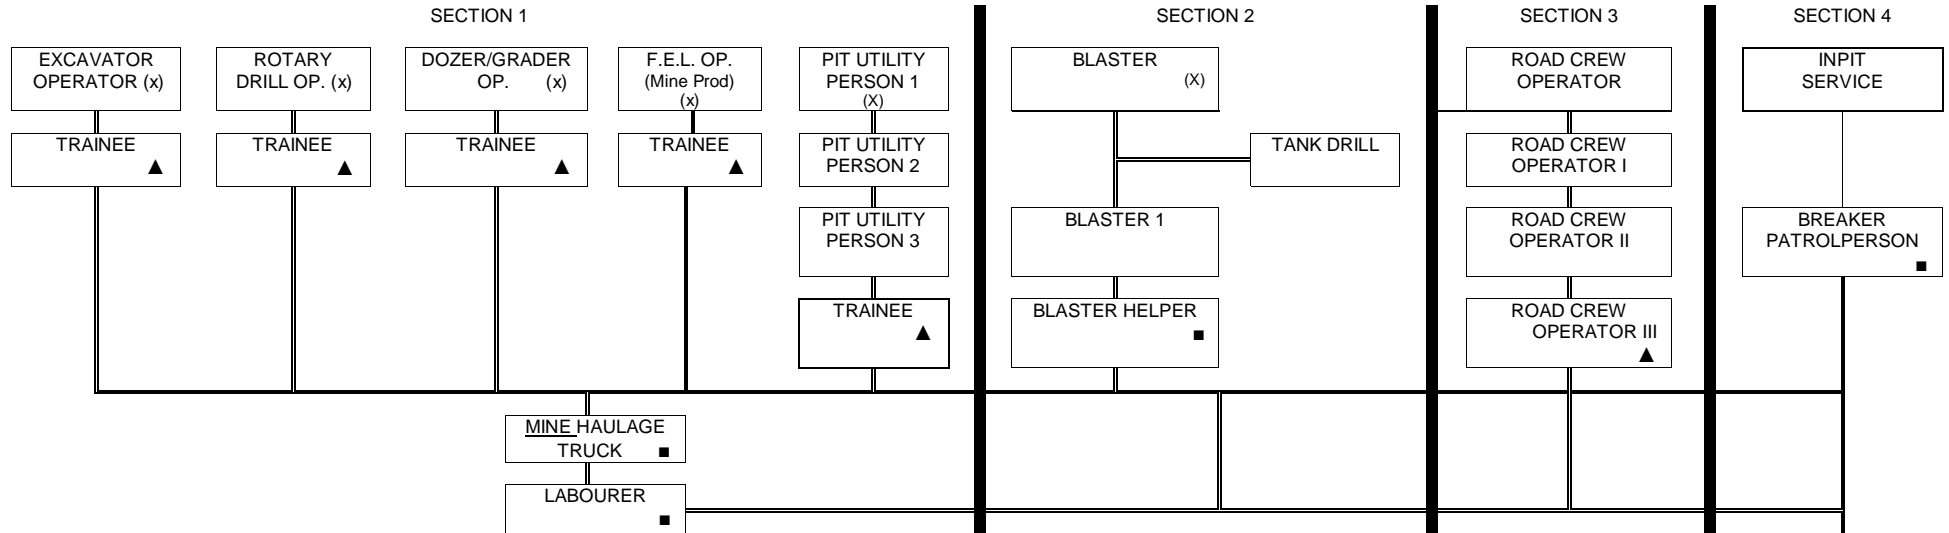 SECTION 1
SECTION 2
SECTION 3
SECTION 4
EXCAVATOR
OPERATOR (x)
ROTARY
DRILL OP. (x)
DOZER/GRADER
OP. (x)
F.E.L. OP.
(Mine Prod)
(x)
PIT UTILITY
PERSON 1
(X)
BLASTER
(X)
ROAD CREW
OPERATOR
INPIT
SERVICE
TRAINEE
▲
TRAINEE
▲
TRAINEE
▲
TRAINEE
▲
PIT UTILITY
PERSON 2
TANK DRILL
ROAD CREW
OPERATOR I
PIT UTILITY
PERSON 3
BLASTER 1
ROAD CREW
OPERATOR II
BREAKER
PATROLPERSON
■
TRAINEE
▲
BLASTER HELPER
■
ROAD CREW
OPERATOR III
▲
MINE HAULAGE
TRUCK ■
LABOURER
■